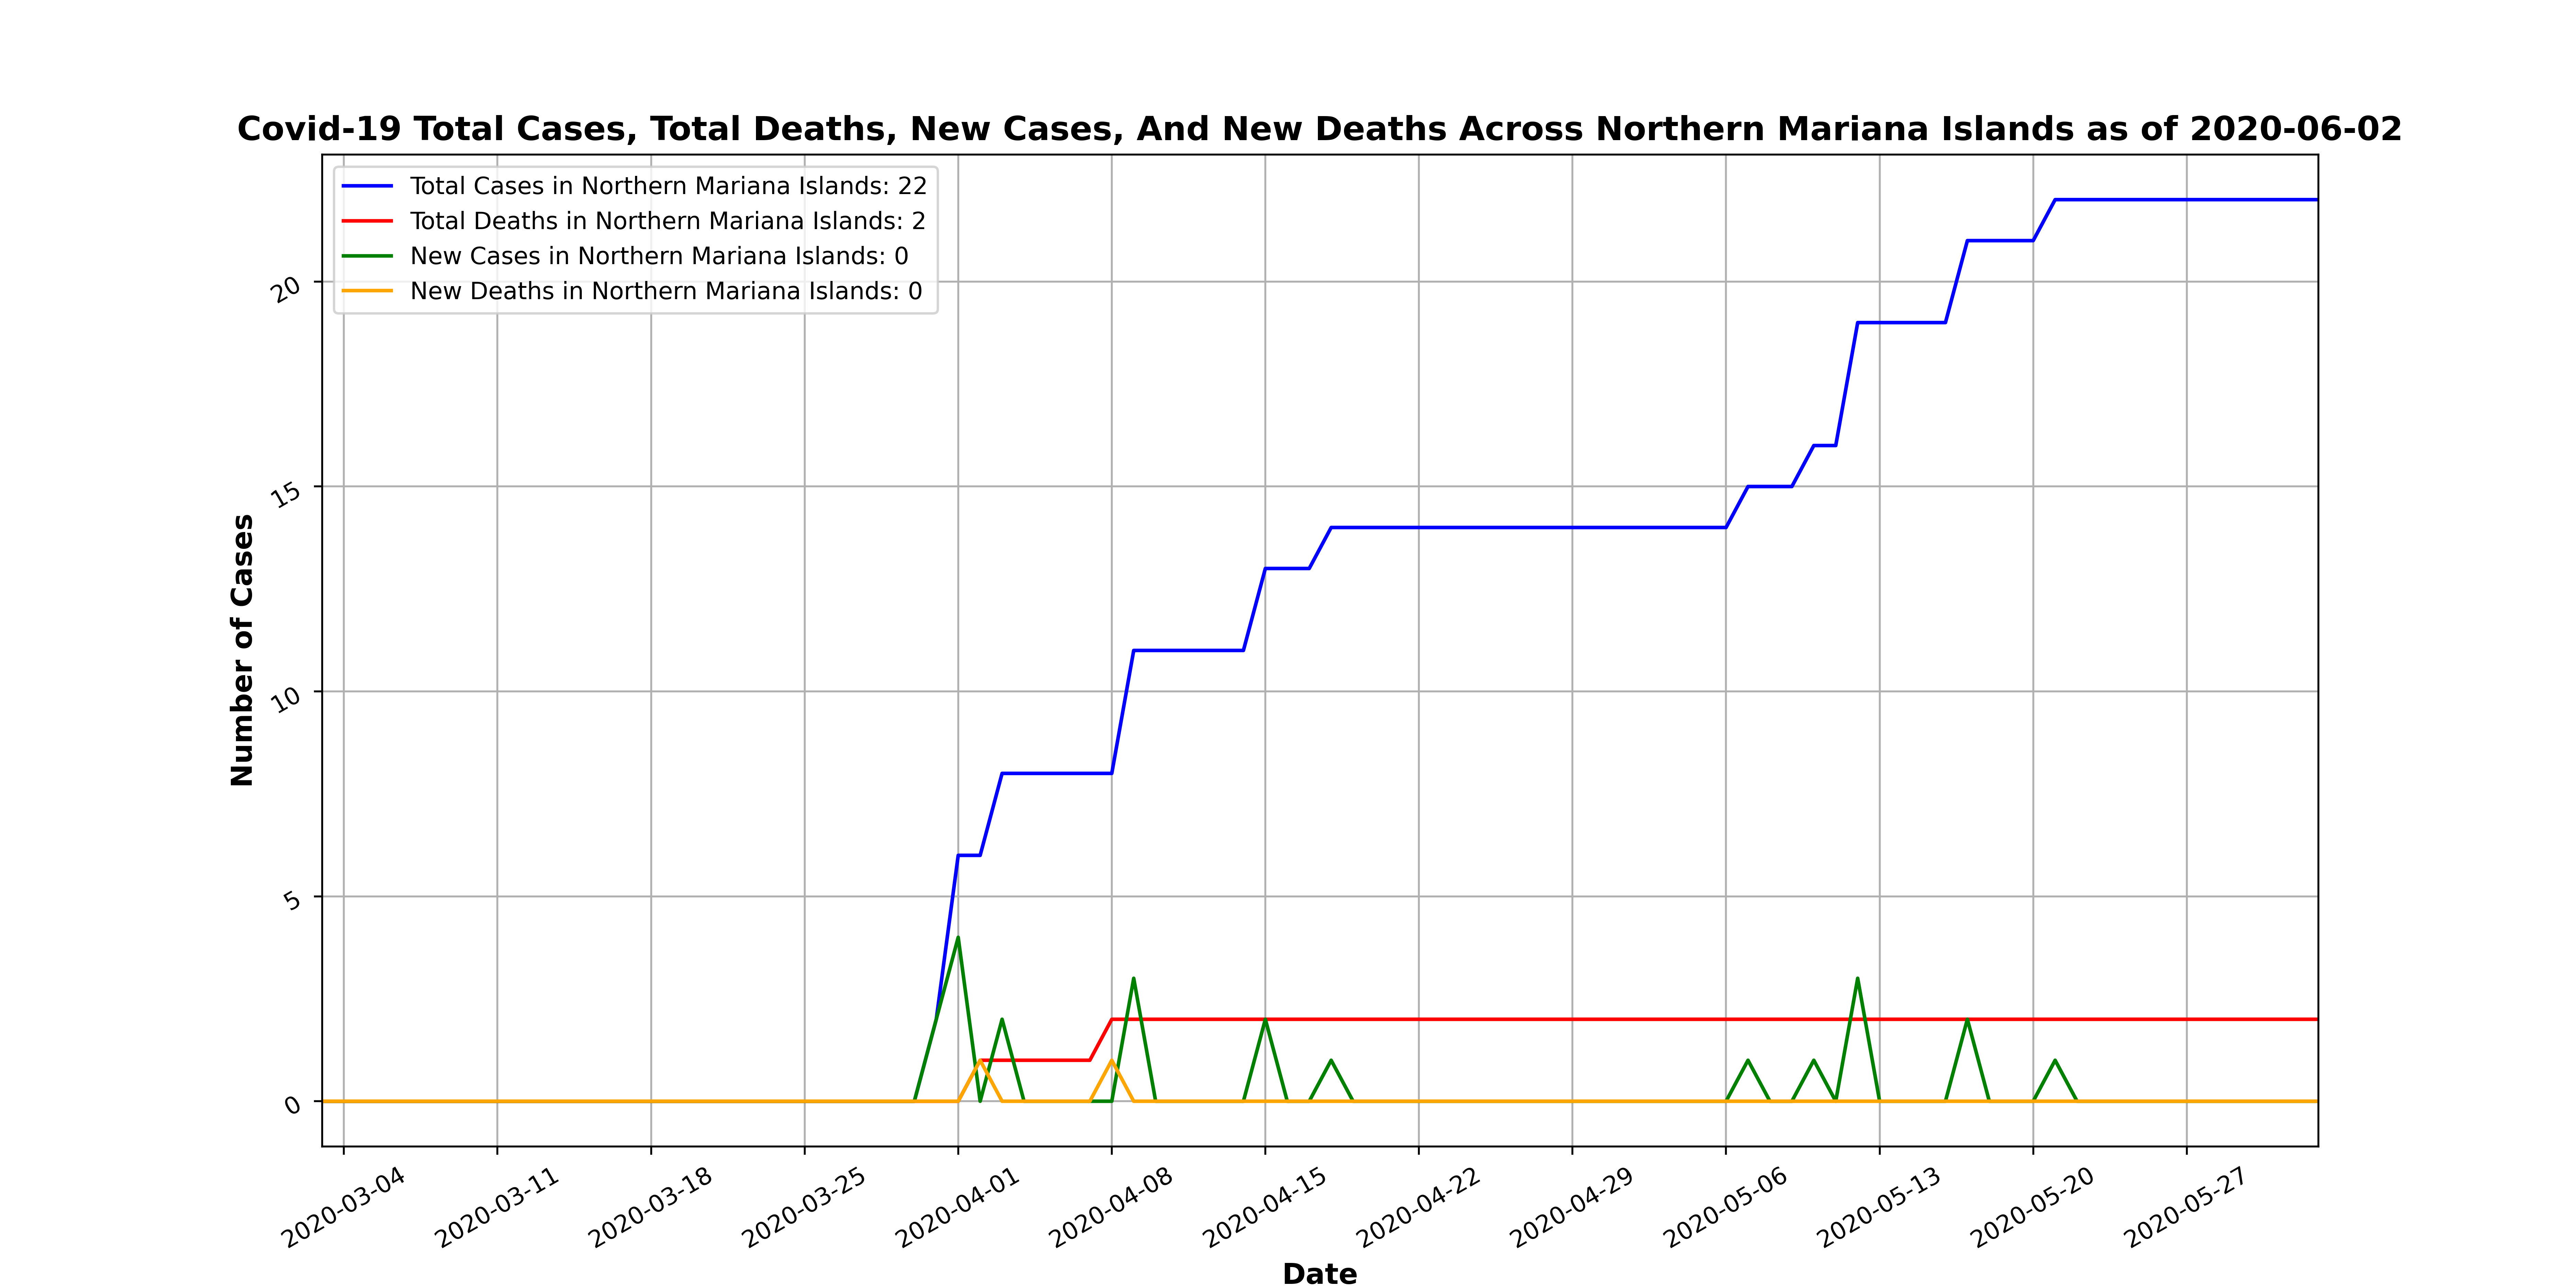 Covid-19 Total Cases, Total Deaths, New Cases, And New Deaths Across Northern Mariana Islands as of 2020-06-02
Total Cases in Northern Mariana Islands: 22
Total Deaths in Northern Mariana Islands: 2
New Cases in Northern Mariana Islands: 0
New Deaths in Northern Mariana Islands: 0
Number of Cases
20
15
10
5
0
2020-03-04
2020-03-11
2020-03-18
2020-03-25
2020-04-01
2020-04-08
2020-04-15
2020-04-22
2020-04-29
2020-05-06
2020-05-13
2020-05-20
2020-05-27
Date